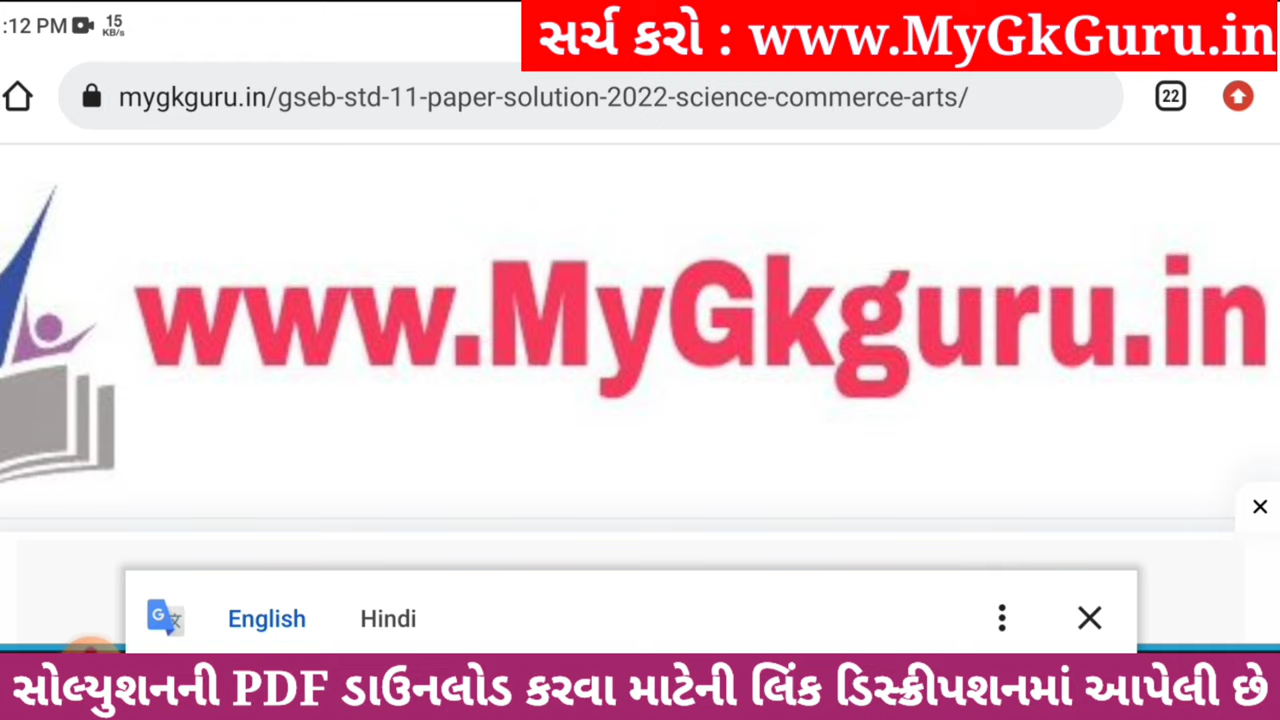 :12 PM 15 KB/s
સર્ચ કરો : www.MyGkGuru.in
mygkguru.in/gseb-std-11-paper-solution-2022-science-commerce-arts/ 22
www.MyGkguru.in
G 文 English Hindi
સોલ્યુશનની PDF ડાઉનલોડ કરવા માટેની લિંક ડિસ્ક્રીપશનમાં આપેલી છે